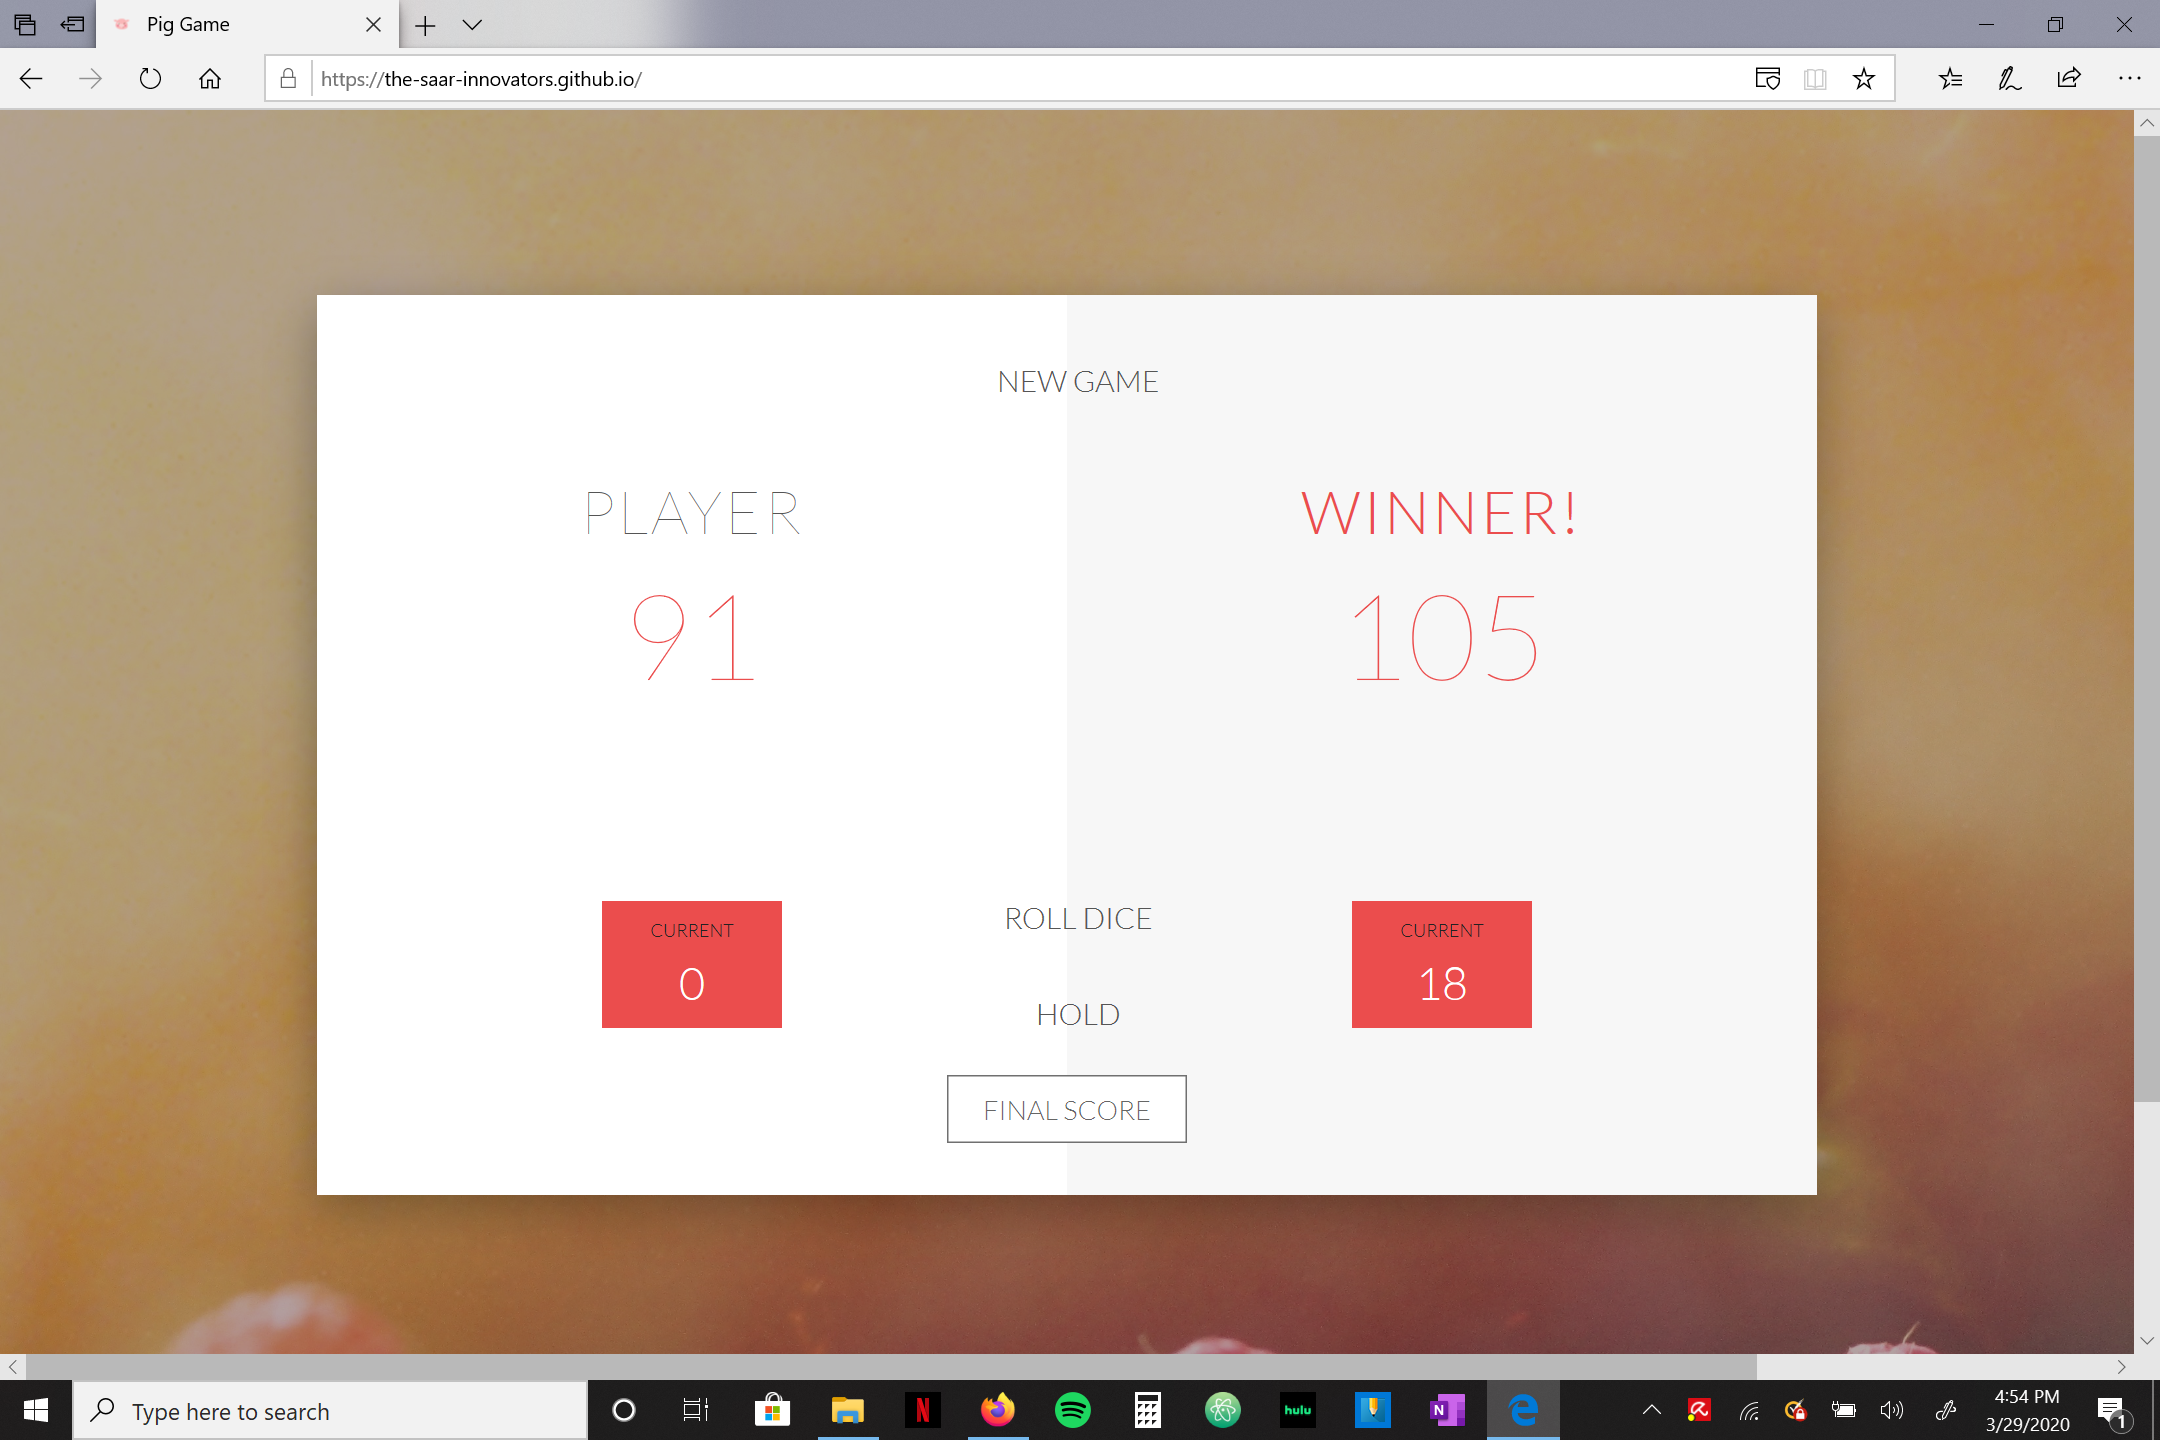 Pig Game
https://the-saar-innovators.github.io/
NEW GAME
PLAYER
WINNER!
91
105
CURRENT
0
ROLL DICE
CURRENT
18
HOLD
FINAL SCORE
Type here to search
N
hulu
N
4:54 PM
3/29/2020
1